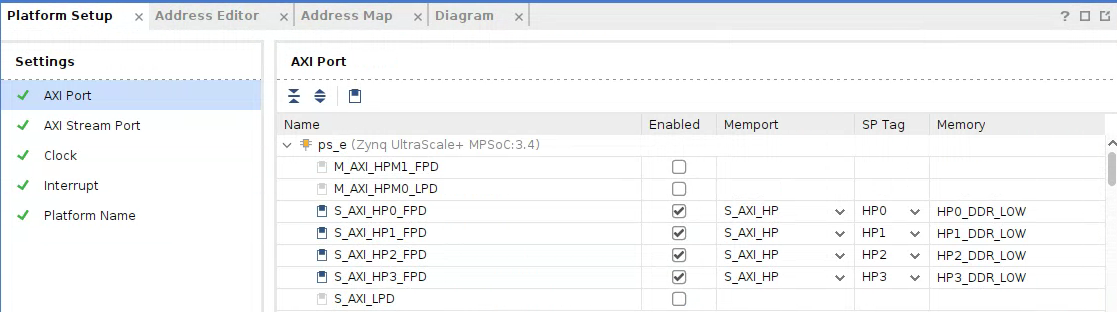 Platform Setup × Address Editor × Address Map × Diagram × ?
Settings
AXI Port
AXI Stream Port
Clock
Interrupt
Platform Name
AXI Port
Name Enabled Memport SP Tag Memory
ps_e (Zynq UltraScale+ MPSoC:3.4)
M_AXI_HPM1_FPD
M_AXI_HPM0_LPD
S_AXI_HP0_FPD S_AXI_HP HP0 HP0_DDR_LOW
S_AXI_HP1_FPD S_AXI_HP HP1 HP1_DDR_LOW
S_AXI_HP2_FPD S_AXI_HP HP2 HP2_DDR_LOW
S_AXI_HP3_FPD S_AXI_HP HP3 HP3_DDR_LOW
S_AXI_LPD